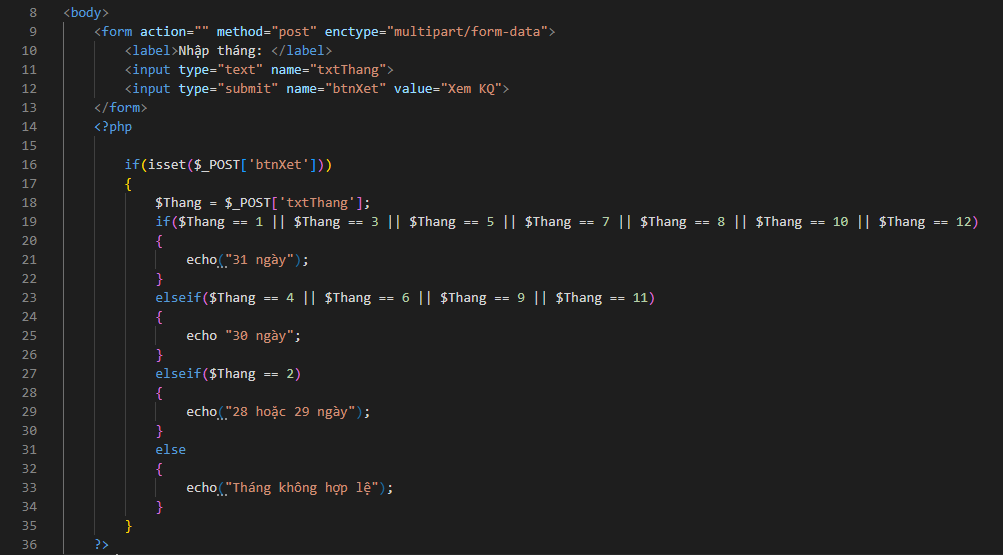 8 <body>
9 <form action="" method="post" enctype="multipart/form-data">
10 <label>Nhập tháng: </label>
11 <input type="text" name="txtThang">
12 <input type="submit" name="btnXet" value="Xem KQ">
13 </form>
14 <?php
15
16 if(isset($_POST['btnXet']))
17 {
18 $Thang = $_POST['txtThang'];
19 if($Thang == 1 || $Thang == 3 || $Thang == 5 || $Thang == 7 || $Thang == 8 || $Thang == 10 || $Thang == 12)
20 {
21 echo("31 ngày");
22 }
23 elseif($Thang == 4 || $Thang == 6 || $Thang == 9 || $Thang == 11)
24 {
25 echo "30 ngày";
26 }
27 elseif($Thang == 2)
28 {
29 echo("28 hoặc 29 ngày");
30 }
31 else
32 {
33 echo("Tháng không hợp lệ");
34 }
35 }
36 ?>